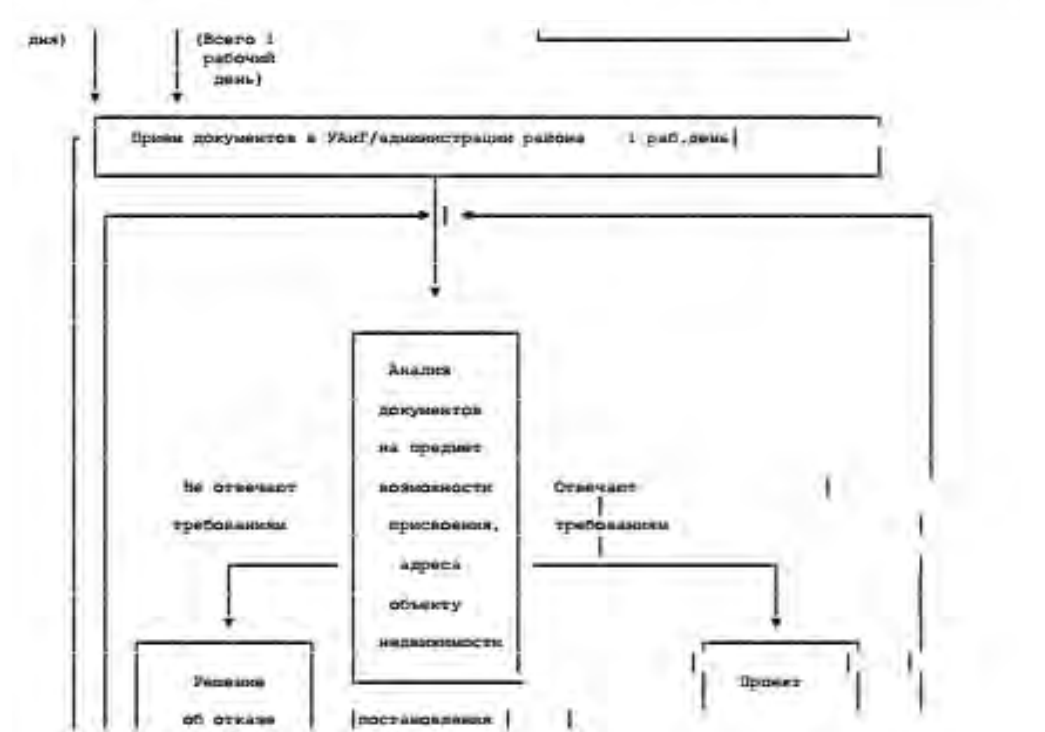 дня)
(Всего 1
рабочий
день)
Прием документов в УАиГ/администрации района 1 раб.день
Анализ
документов
на предмет
Не отвечают возможности Отвечают
требованиям присвоения, требованиям
адреса
объекту
недвижимости
Решение Проект
об отказе постановления